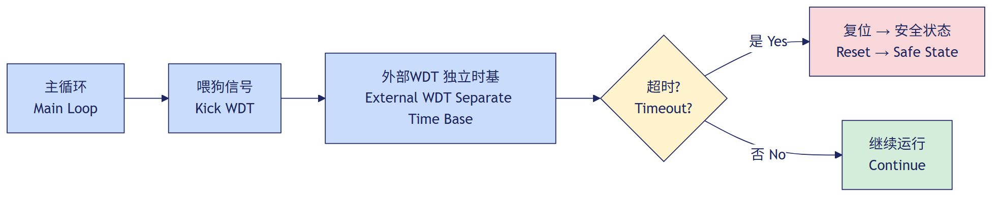 主循环
Main Loop
喂狗信号
Kick WDT
外部WDT 独立时基
External WDT Separate
Time Base
超时?
Timeout?
是 Yes
复位 → 安全状态
Reset → Safe State
否 No
继续运行
Continue